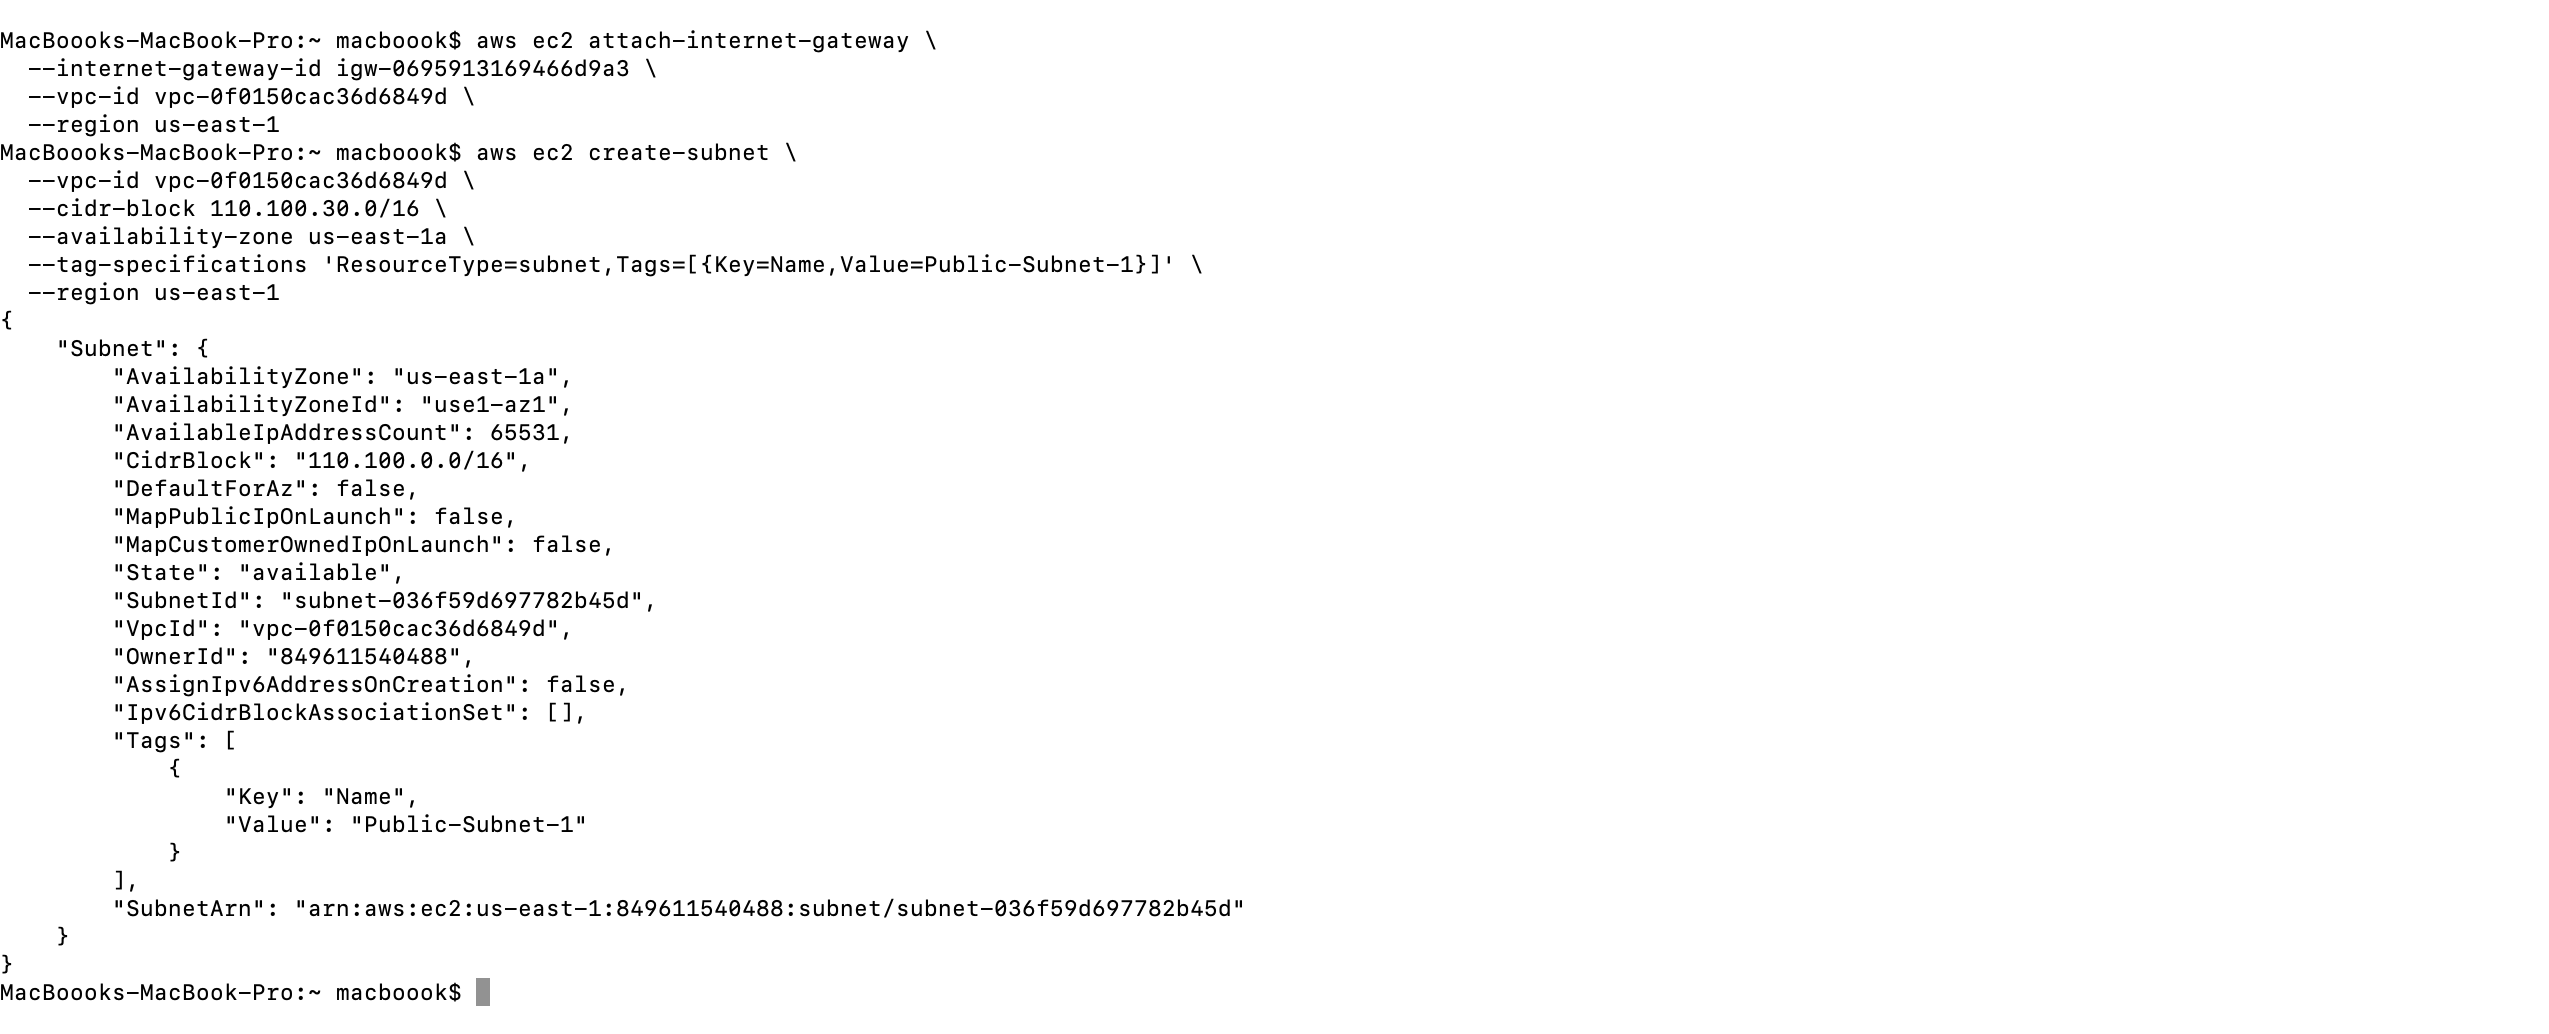 MacBoooks-MacBook-Pro:~ macboook$ aws ec2 attach-internet-gateway \
  --internet-gateway-id igw-0695913169466d9a3 \
  --vpc-id vpc-0f0150cac36d6849d \
  --region us-east-1
MacBoooks-MacBook-Pro:~ macboook$ aws ec2 create-subnet \
  --vpc-id vpc-0f0150cac36d6849d \
  --cidr-block 110.100.30.0/16 \
  --availability-zone us-east-1a \
  --tag-specifications 'ResourceType=subnet,Tags=[{Key=Name,Value=Public-Subnet-1}]' \
  --region us-east-1
{
    "Subnet": {
        "AvailabilityZone": "us-east-1a",
        "AvailabilityZoneId": "use1-az1",
        "AvailableIpAddressCount": 65531,
        "CidrBlock": "110.100.0.0/16",
        "DefaultForAz": false,
        "MapPublicIpOnLaunch": false,
        "MapCustomerOwnedIpOnLaunch": false,
        "State": "available",
        "SubnetId": "subnet-036f59d697782b45d",
        "VpcId": "vpc-0f0150cac36d6849d",
        "OwnerId": "849611540488",
        "AssignIpv6AddressOnCreation": false,
        "Ipv6CidrBlockAssociationSet": [],
        "Tags": [
            {
                "Key": "Name",
                "Value": "Public-Subnet-1"
            }
        ],
        "SubnetArn": "arn:aws:ec2:us-east-1:849611540488:subnet/subnet-036f59d697782b45d"
    }
}
MacBoooks-MacBook-Pro:~ macboook$